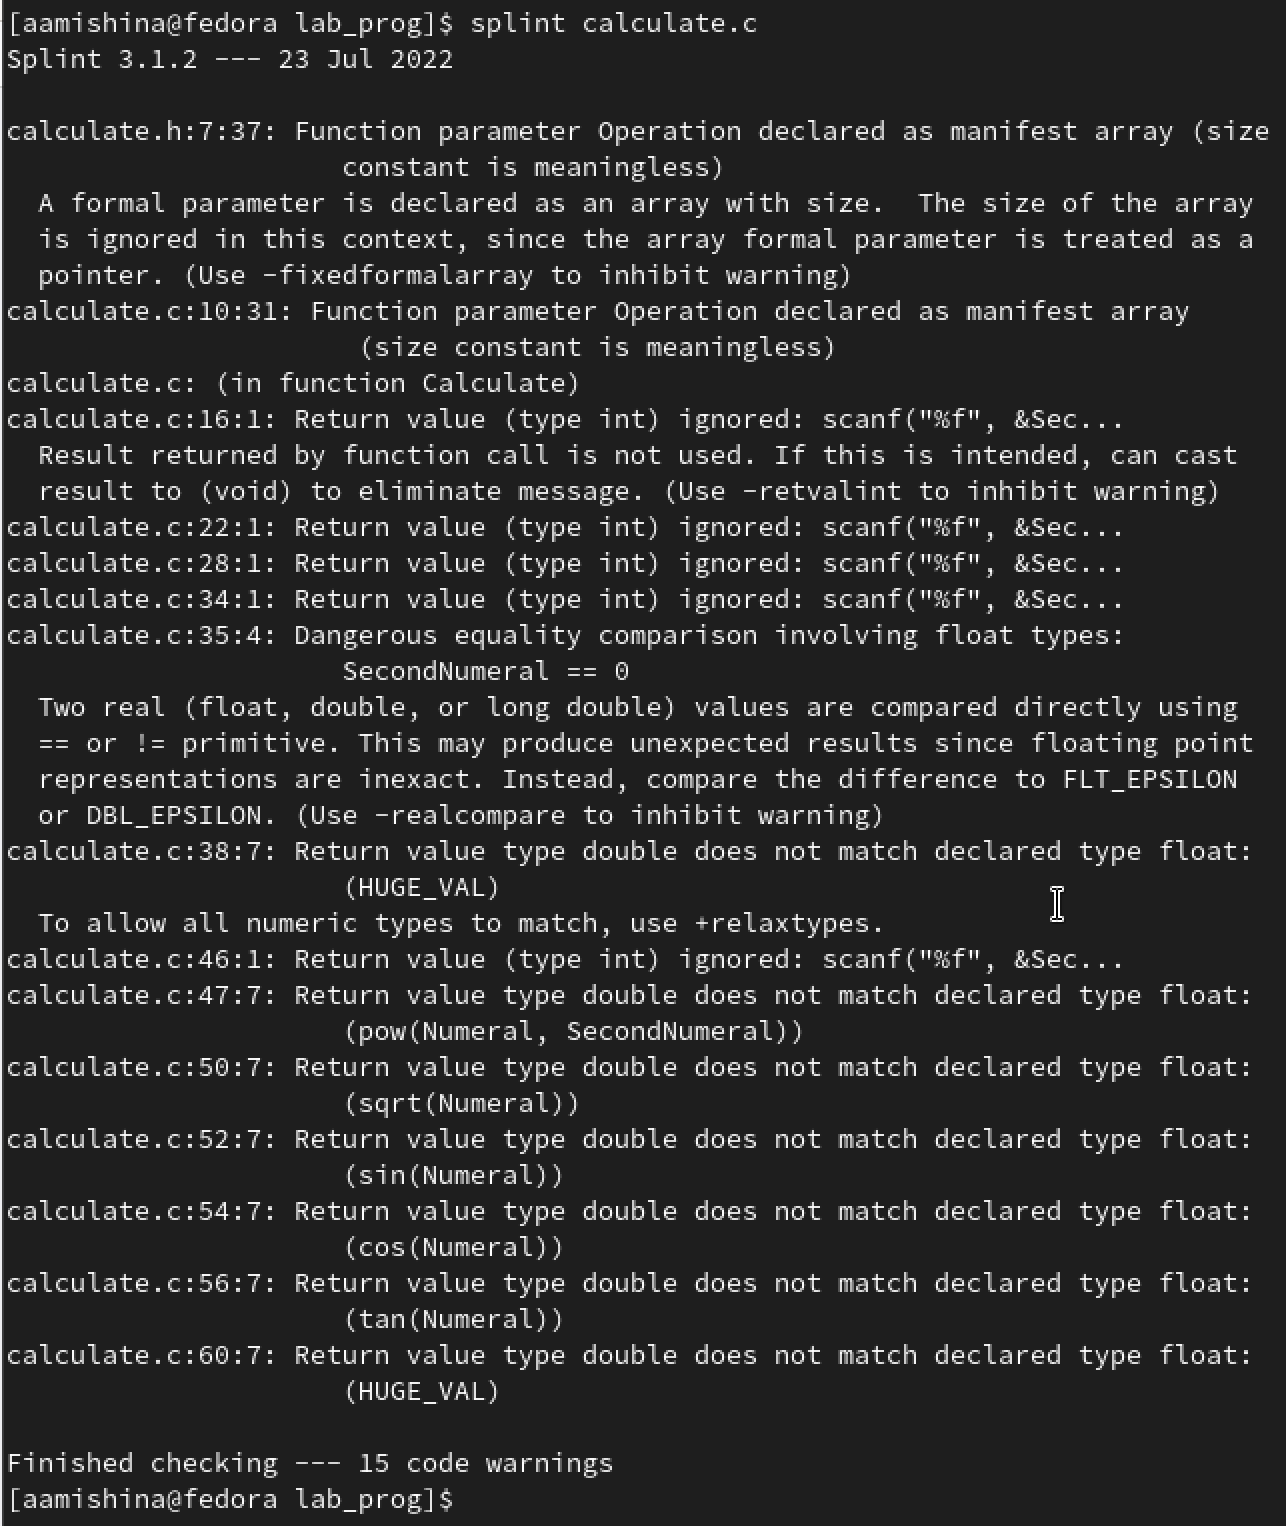 [aamishina@fedora lab_prog]$ splint calculate.c
Splint 3.1.2 --- 23 Jul 2022

calculate.h:7:37: Function parameter Operation declared as manifest array (size
                     constant is meaningless)
  A formal parameter is declared as an array with size.  The size of the array
  is ignored in this context, since the array formal parameter is treated as a
  pointer. (Use -fixedformalarray to inhibit warning)
calculate.c:10:31: Function parameter Operation declared as manifest array
                      (size constant is meaningless)
calculate.c: (in function Calculate)
calculate.c:16:1: Return value (type int) ignored: scanf("%f", &Sec...
  Result returned by function call is not used. If this is intended, can cast
  result to (void) to eliminate message. (Use -retvalint to inhibit warning)
calculate.c:22:1: Return value (type int) ignored: scanf("%f", &Sec...
calculate.c:28:1: Return value (type int) ignored: scanf("%f", &Sec...
calculate.c:34:1: Return value (type int) ignored: scanf("%f", &Sec...
calculate.c:35:4: Dangerous equality comparison involving float types:
                     SecondNumeral == 0
  Two real (float, double, or long double) values are compared directly using
  == or != primitive. This may produce unexpected results since floating point
  representations are inexact. Instead, compare the difference to FLT_EPSILON
  or DBL_EPSILON. (Use -realcompare to inhibit warning)
calculate.c:38:7: Return value type double does not match declared type float:
                     (HUGE_VAL)
  To allow all numeric types to match, use +relaxtypes.
calculate.c:46:1: Return value (type int) ignored: scanf("%f", &Sec...
calculate.c:47:7: Return value type double does not match declared type float:
                     (pow(Numeral, SecondNumeral))
calculate.c:50:7: Return value type double does not match declared type float:
                     (sqrt(Numeral))
calculate.c:52:7: Return value type double does not match declared type float:
                     (sin(Numeral))
calculate.c:54:7: Return value type double does not match declared type float:
                     (cos(Numeral))
calculate.c:56:7: Return value type double does not match declared type float:
                     (tan(Numeral))
calculate.c:60:7: Return value type double does not match declared type float:
                     (HUGE_VAL)

Finished checking --- 15 code warnings
[aamishina@fedora lab_prog]$